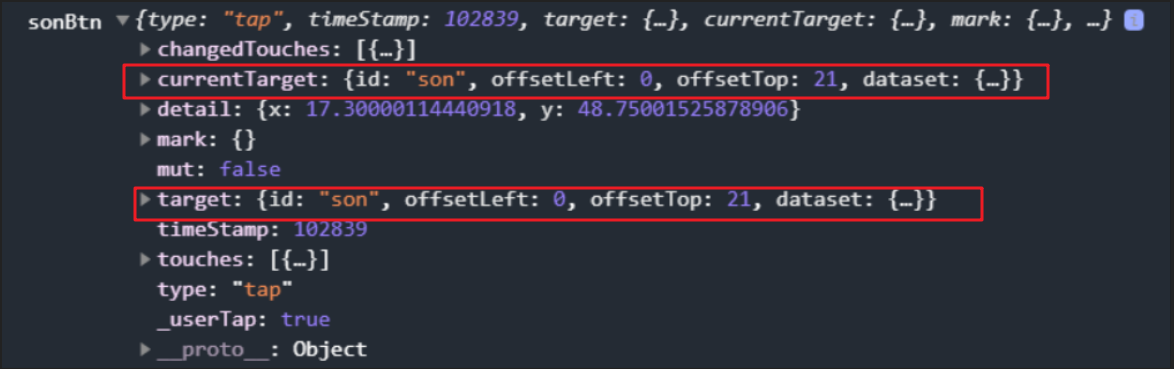 sonBtn ▼{type: "tap", timeStamp: 102839, target: {…}, currentTarget: {…}, mark: {…}, …} i
▶changedTouches: [{…}]
▶currentTarget: {id: "son", offsetLeft: 0, offsetTop: 21, dataset: {…}}
▶detail: {x: 17.30000114440918, y: 48.75001525878906}
▶mark: {}
mut: false
▶target: {id: "son", offsetLeft: 0, offsetTop: 21, dataset: {…}}
timeStamp: 102839
▶touches: [{…}]
type: "tap"
_userTap: true
▶__proto__: Object